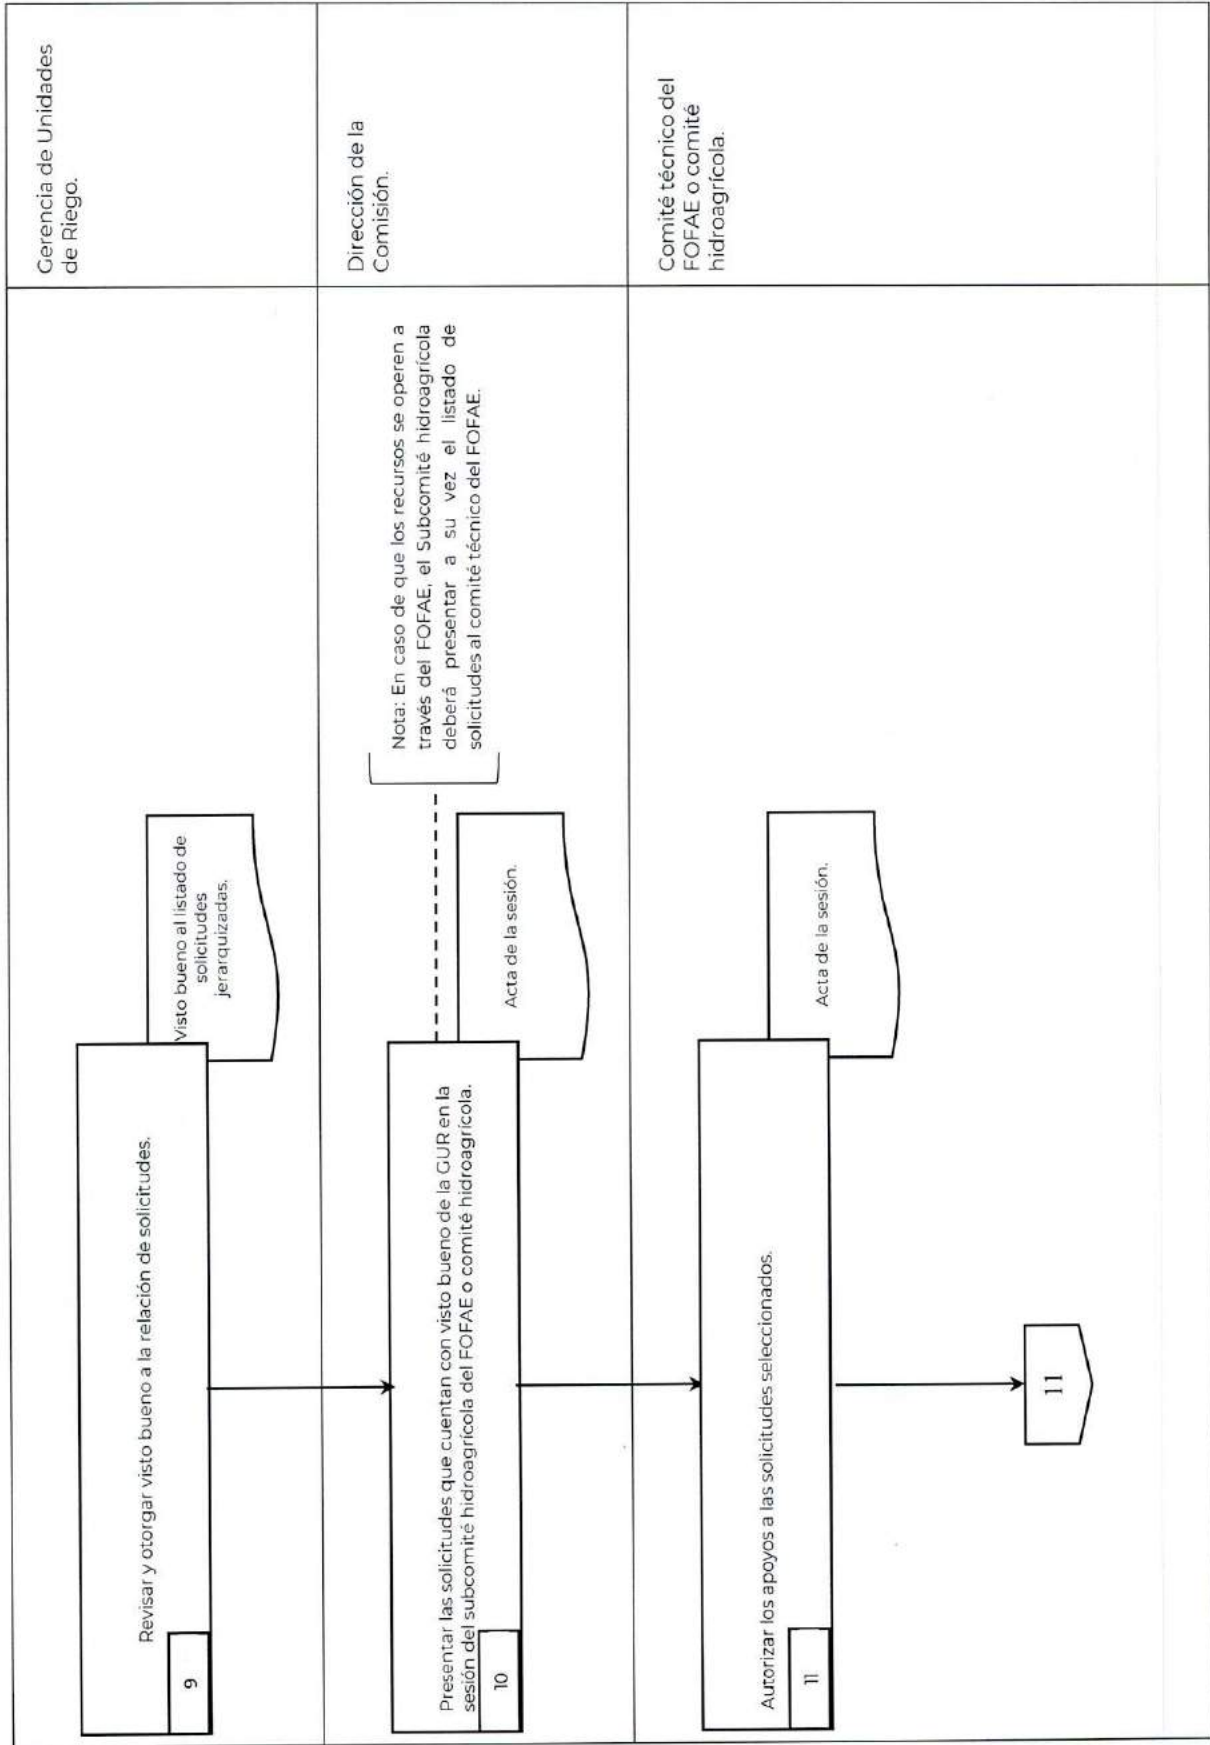 Gerencia de Unidades
de Riego.
Revisar y otorgar visto bueno a la relación de solicitudes.
9
Visto bueno al listado de
solicitudes
jerarquizadas.
Dirección de la
Comisión.
Presentar las solicitudes que cuentan con visto bueno de la GUR en la
sesión del subcomité hidroagrícola del FOFAE o comité hidroagrícola.
10
Acta de la sesión.
Nota: En caso de que los recursos se operen a
través del FOFAE, el Subcomité hidroagrícola
deberá presentar a su vez el listado de
solicitudes al comité técnico del FOFAE.
Comité técnico del
FOFAE o comité
hidroagrícola.
Autorizar los apoyos a las solicitudes seleccionados.
11
Acta de la sesión.
11